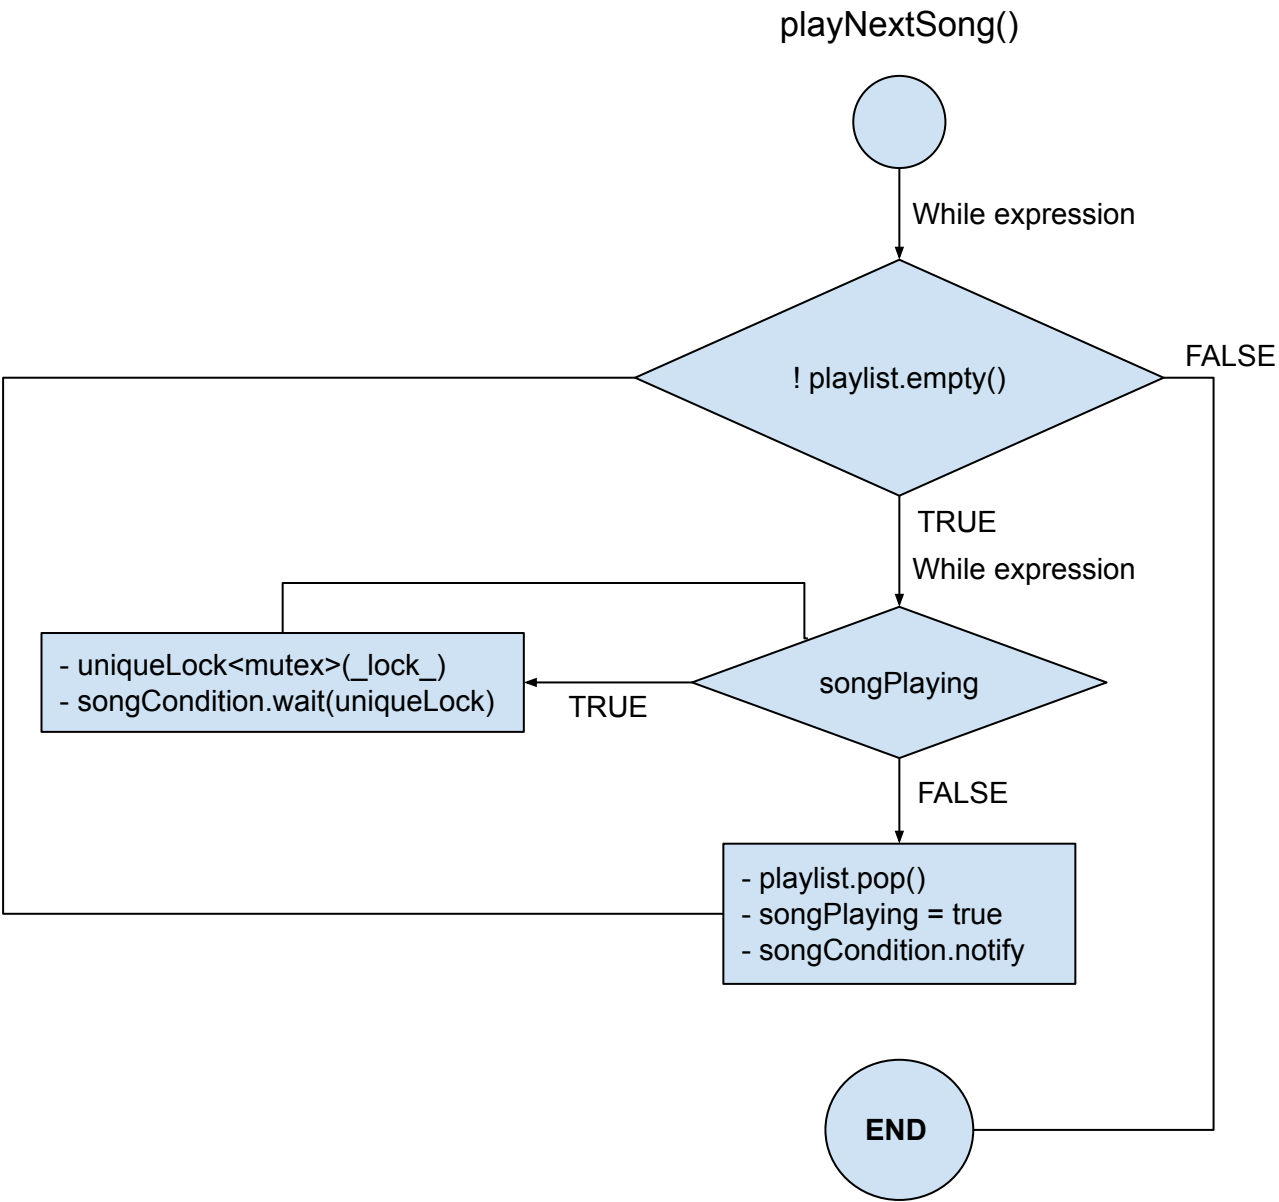 playNextSong()
While expression
! playlist.empty()
FALSE
TRUE
While expression
- uniqueLock<mutex>(_lock_)
- songCondition.wait(uniqueLock)
TRUE
songPlaying
FALSE
- playlist.pop()
- songPlaying = true
- songCondition.notify
END